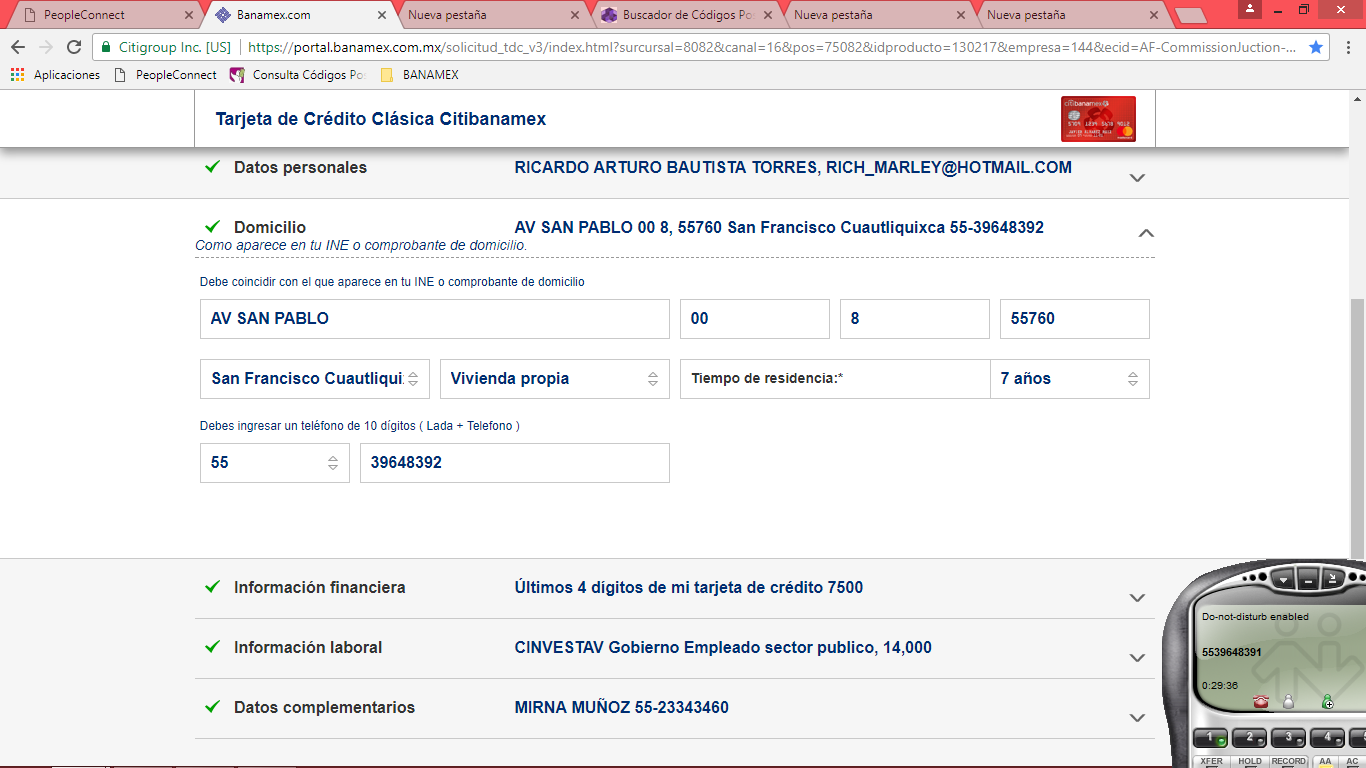 PeopleConnect
Banamex.com
Nueva pestaña
Buscador de Códigos Po
Nueva pestaña
Nueva pestaña
Citigroup Inc. [US]
https://portal.banamex.com.mx/solicitud_tdc_v3/index.html?surcursal=8082&canal=16&pos=75082&idproducto=130217&empresa=144&ecid=AF-CommissionJuction-...
Aplicaciones PeopleConnect Consulta Códigos Po BANAMEX
Tarjeta de Crédito Clásica Citibanamex
citibanamex
Datos personales RICARDO ARTURO BAUTISTA TORRES, RICH_MARLEY@HOTMAIL.COM
Domicilio AV SAN PABLO 00 8, 55760 San Francisco Cuautliquixca 55-39648392
Como aparece en tu INE o comprobante de domicilio.
Debe coincidir con el que aparece en tu INE o comprobante de domicilio
AV SAN PABLO 00 8 55760
San Francisco Cuautliqui Vivienda propia Tiempo de residencia:* 7 años
Debes ingresar un teléfono de 10 dígitos ( Lada + Telefono )
55 39648392
Información financiera Últimos 4 dígitos de mi tarjeta de crédito 7500
Información laboral CINVESTAV Gobierno Empleado sector publico, 14,000
Datos complementarios MIRNA MUÑOZ 55-23343460
Do-not-disturb enabled
5539648391
0:29:36
1 2 3 4
XFER HOLD RECORD AA AC